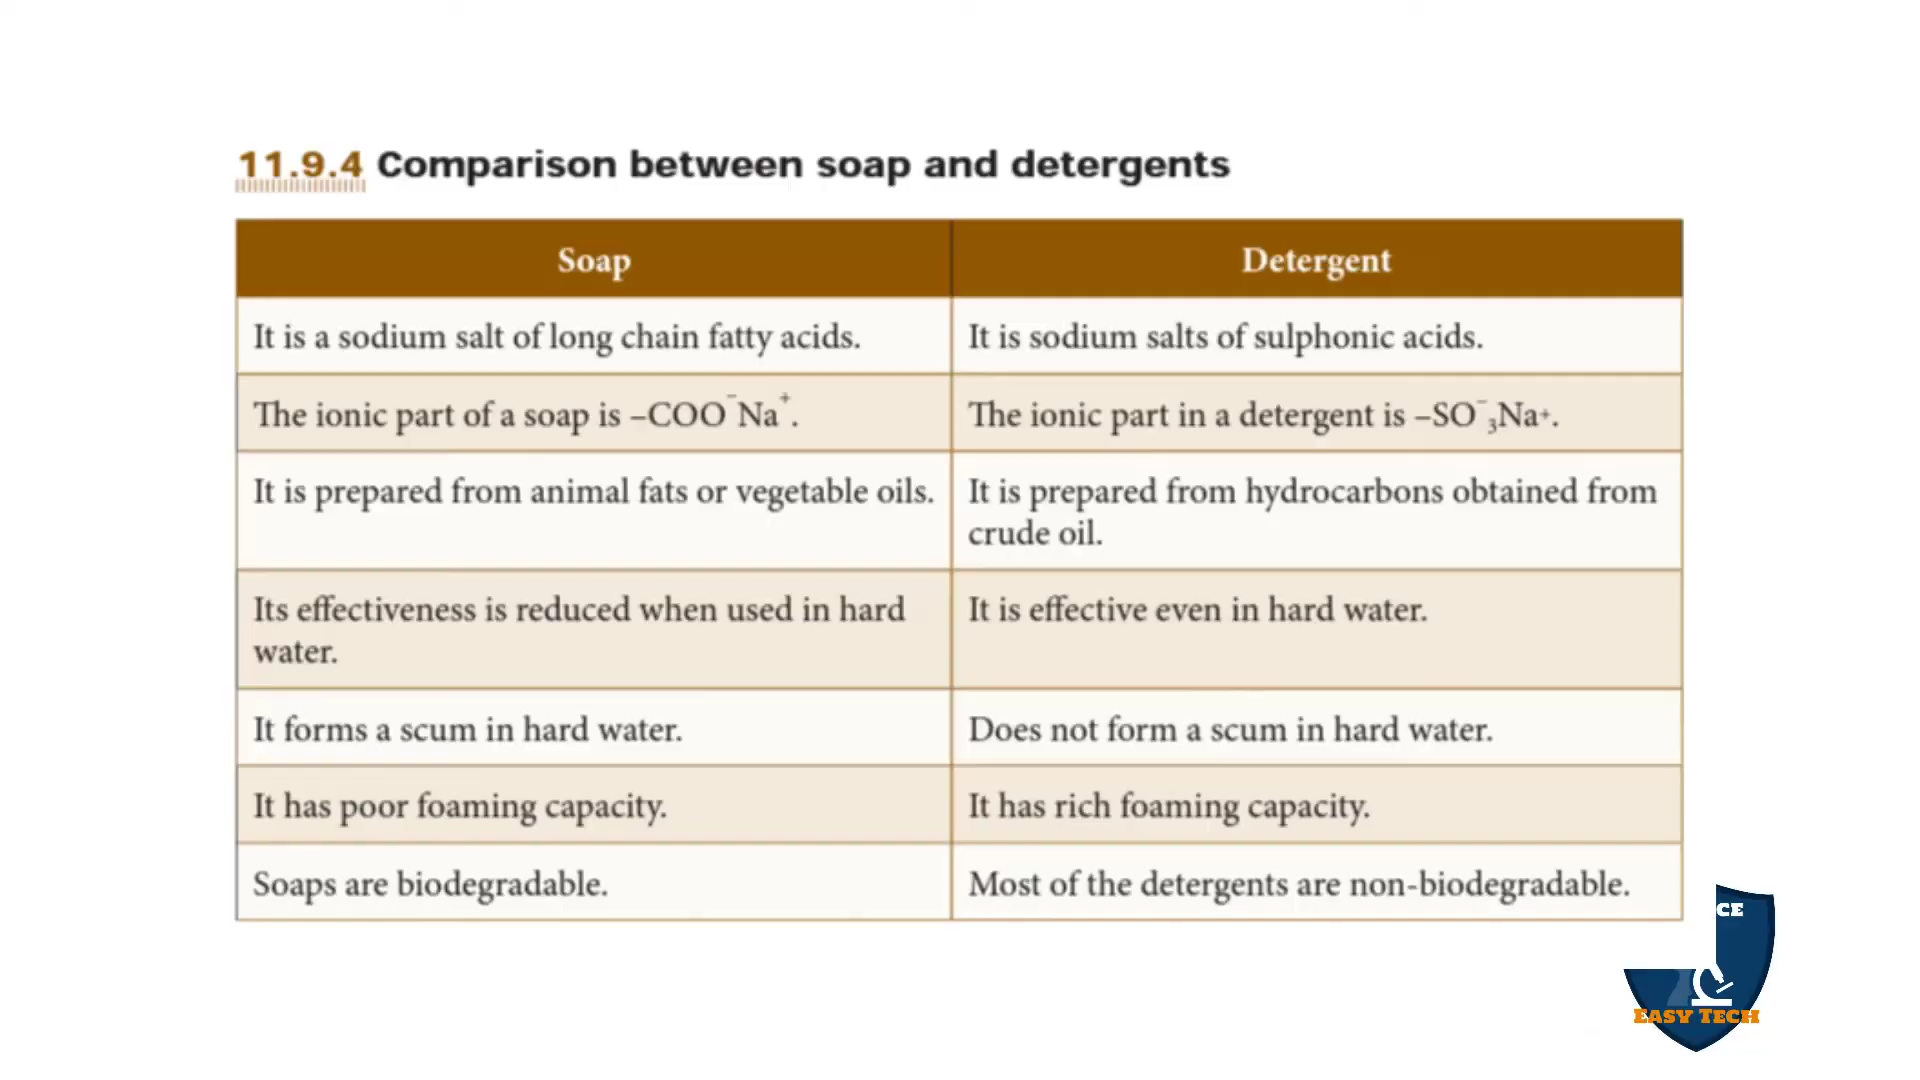 11.9.4 Comparison between soap and detergents
Soap
Detergent
It is a sodium salt of long chain fatty acids.
It is sodium salts of sulphonic acids.
The ionic part of a soap is –COO⁻Na⁺.
The ionic part in a detergent is –SO⁻₃Na⁺.
It is prepared from animal fats or vegetable oils.
It is prepared from hydrocarbons obtained from
crude oil.
Its effectiveness is reduced when used in hard
water.
It is effective even in hard water.
It forms a scum in hard water.
Does not form a scum in hard water.
It has poor foaming capacity.
It has rich foaming capacity.
Soaps are biodegradable.
Most of the detergents are non-biodegradable.
CE
EASY TECH